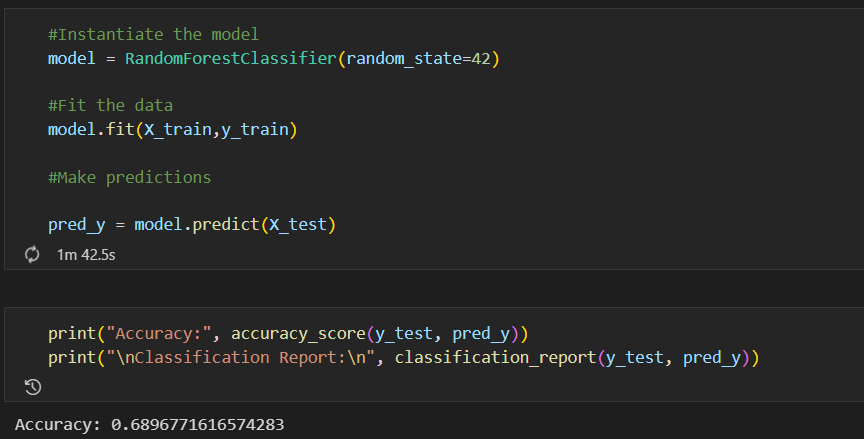 #Instantiate the model
model = RandomForestClassifier(random_state=42)
#Fit the data
model.fit(X_train,y_train)
#Make predictions
pred_y = model.predict(X_test)
1m 42.5s
print("Accuracy:", accuracy_score(y_test, pred_y))
print("\nClassification Report:\n", classification_report(y_test, pred_y))
Accuracy: 0.6896771616574283